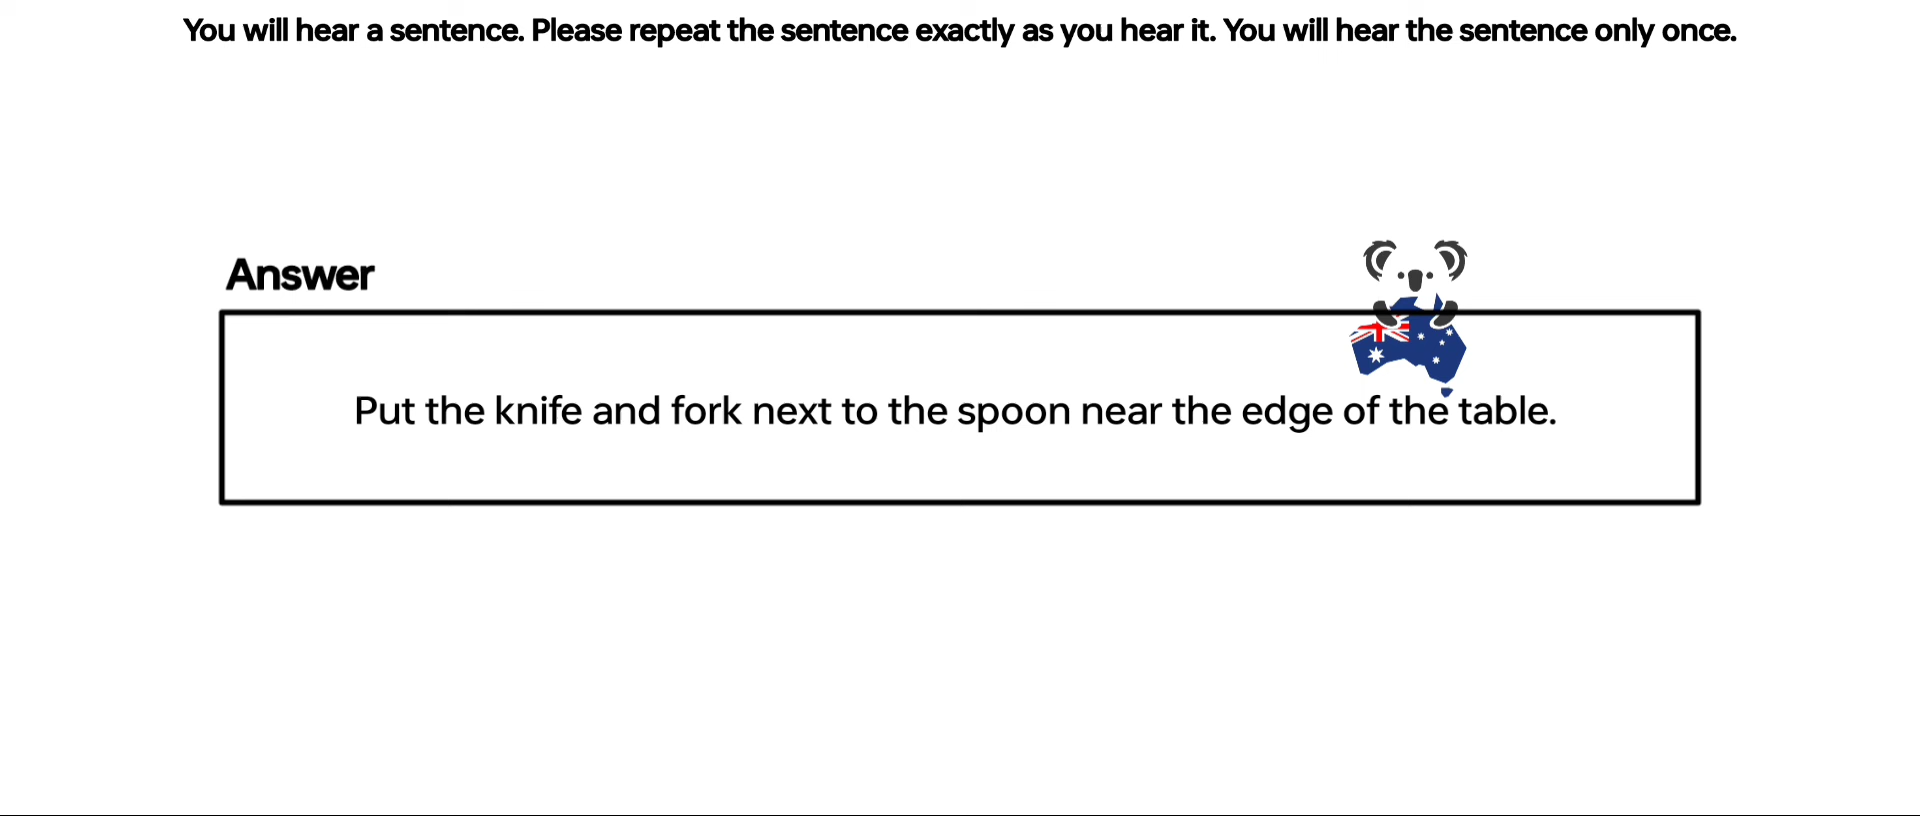 You will hear a sentence. Please repeat the sentence exactly as you hear it. You will hear the sentence only once.
Answer
Put the knife and fork next to the spoon near the edge of the table.